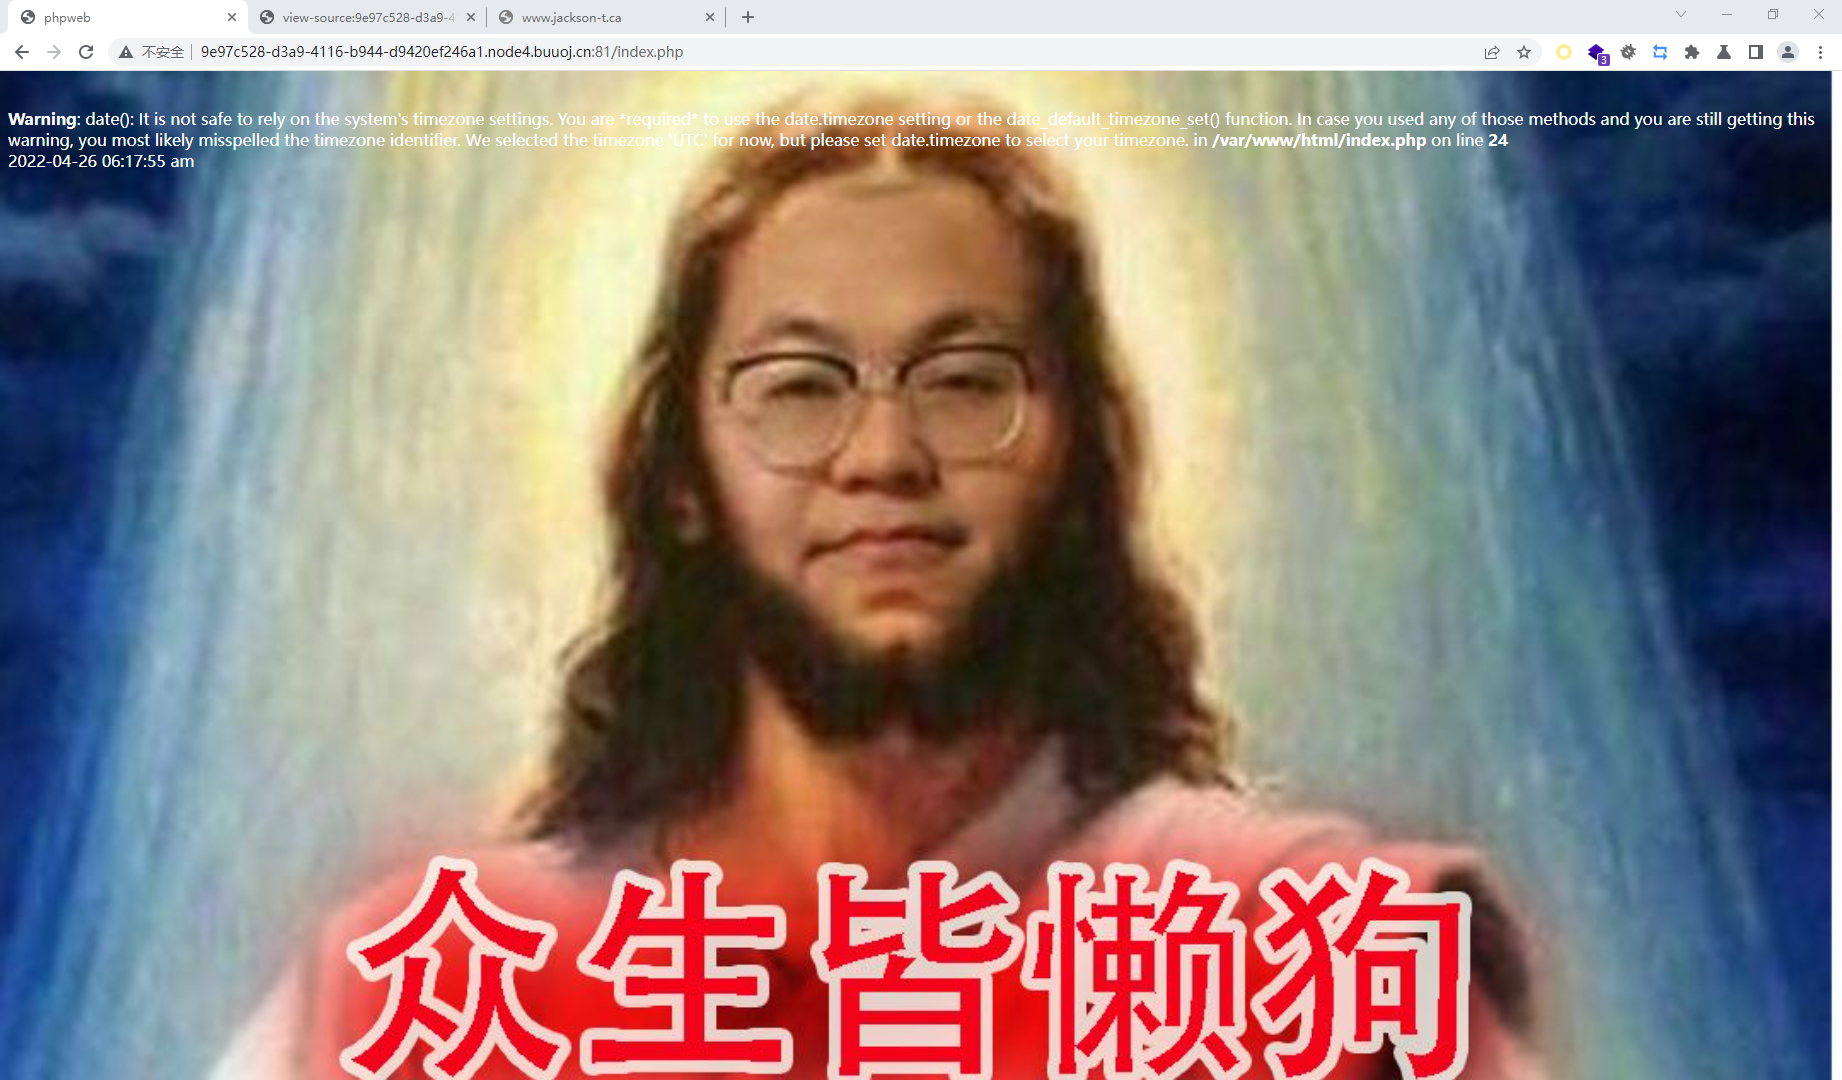 phpweb
view-source:9e97c528-d3a9-4
www.jackson-t.ca
不安全
9e97c528-d3a9-4116-b944-d9420ef246a1.node4.buuoj.cn:81/index.php
3
Warning: date(): It is not safe to rely on the system's timezone settings. You are *required* to use the date.timezone setting or the date_default_timezone_set() function. In case you used any of those methods and you are still getting this
warning, you most likely misspelled the timezone identifier. We selected the timezone 'UTC' for now, but please set date.timezone to select your timezone. in /var/www/html/index.php on line 24
2022-04-26 06:17:55 am
众生皆懒狗